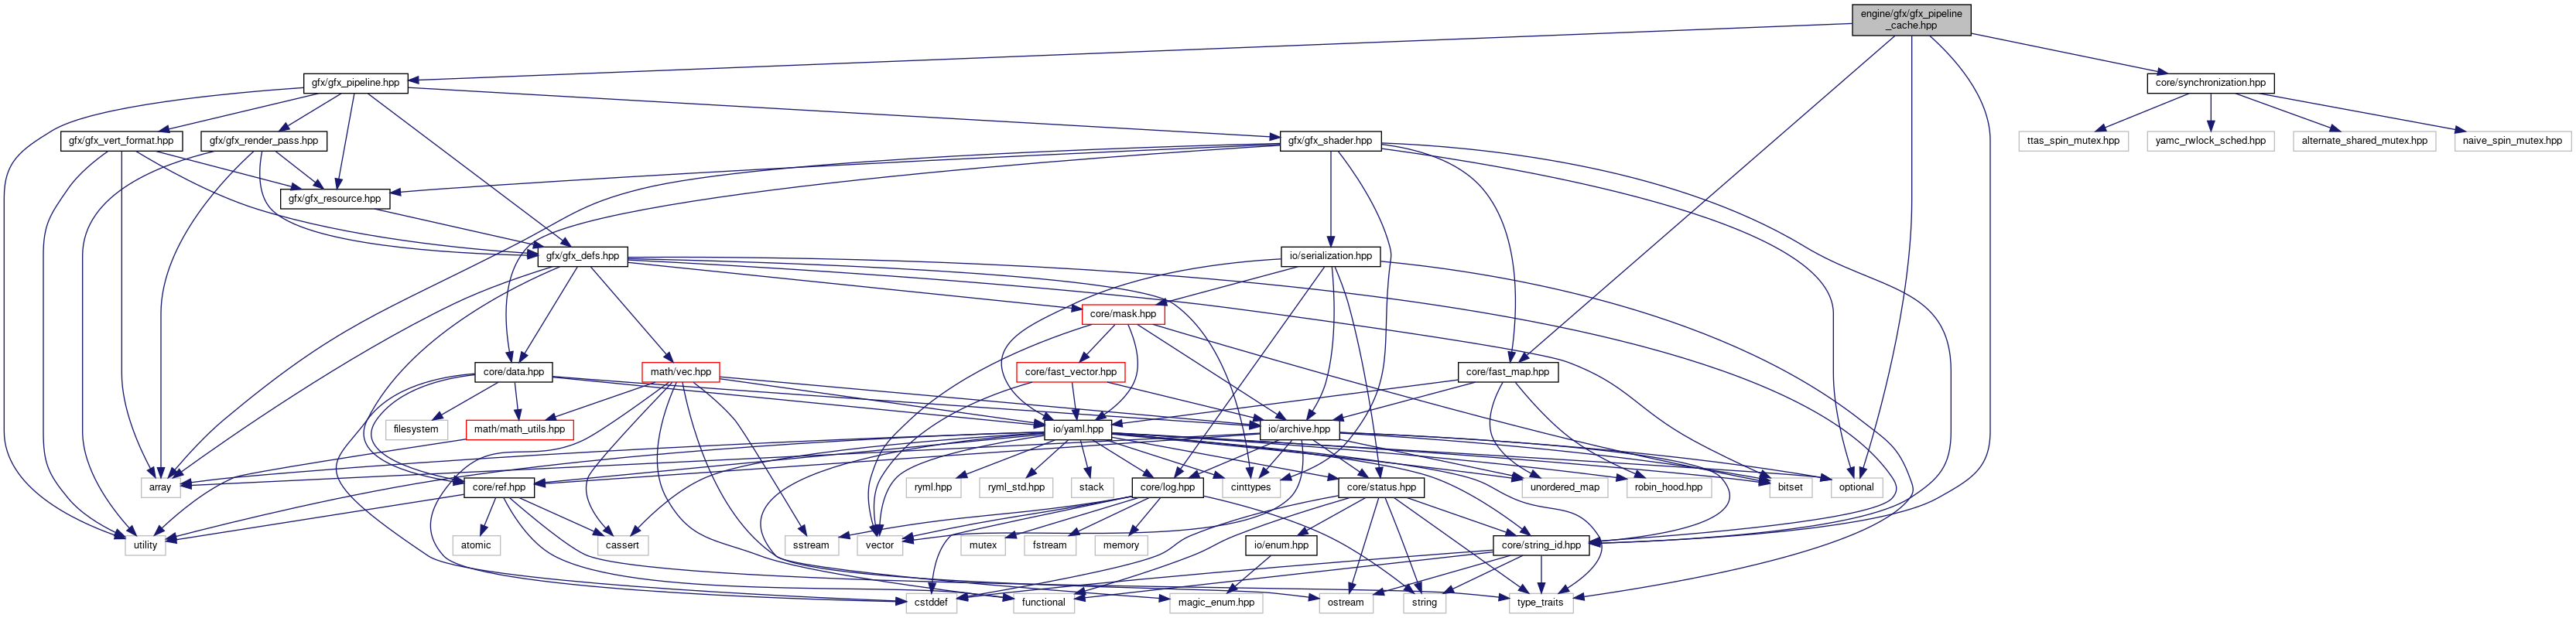 engine/gfx/gfx_pipeline
_cache.hpp
gfx/gfx_pipeline.hpp
core/synchronization.hpp
gfx/gfx_vert_format.hpp
gfx/gfx_render_pass.hpp
gfx/gfx_shader.hpp
ttas_spin_mutex.hpp
yamc_rwlock_sched.hpp
alternate_shared_mutex.hpp
naive_spin_mutex.hpp
gfx/gfx_resource.hpp
gfx/gfx_defs.hpp
io/serialization.hpp
core/mask.hpp
core/data.hpp
math/vec.hpp
core/fast_vector.hpp
core/fast_map.hpp
filesystem
math/math_utils.hpp
io/yaml.hpp
io/archive.hpp
array
core/ref.hpp
ryml.hpp
ryml_std.hpp
stack
core/log.hpp
cinttypes
core/status.hpp
unordered_map
robin_hood.hpp
bitset
optional
utility
atomic
cassert
sstream
vector
mutex
fstream
memory
io/enum.hpp
core/string_id.hpp
cstddef
functional
magic_enum.hpp
ostream
string
type_traits